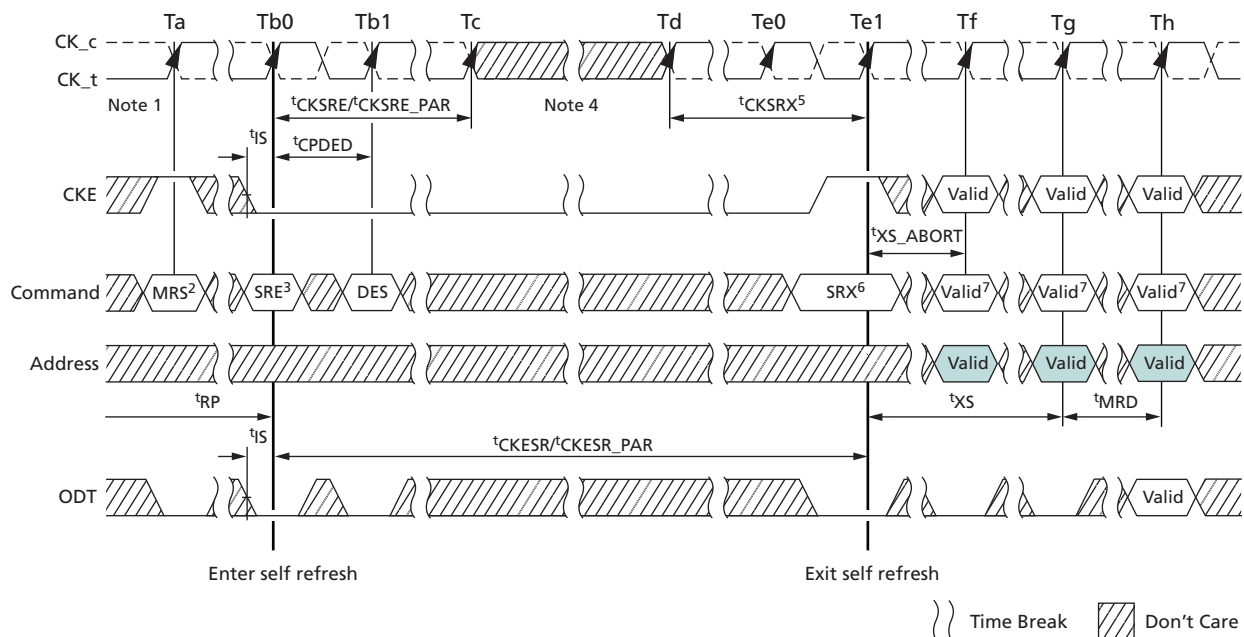 Ta Tb0 Tb1 Tc Td Te0 Te1 Tf Tg Th
CK_c
CK_t
Note 1 tCKSRE/tCKSRE_PAR Note 4 tCKSRX5
tIS tCPDED
CKE Valid Valid Valid
tXS_ABORT
Command MRS2 SRE3 DES SRX6 Valid7 Valid7 Valid7
Address Valid Valid Valid
tRP tXS tMRD
tIS tCKESR/tCKESR_PAR
ODT Valid
Enter self refresh Exit self refresh
Time Break Don't Care